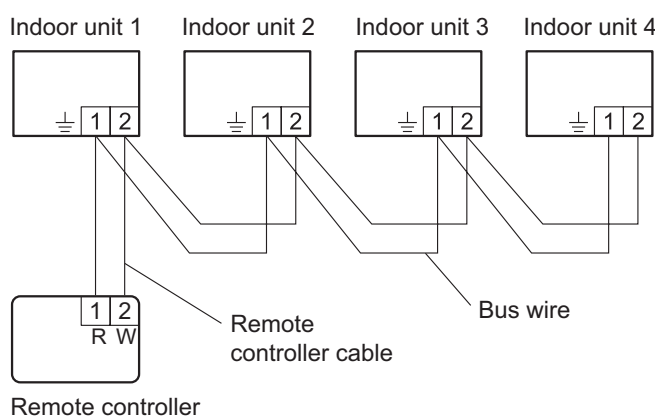 Indoor unit 1 Indoor unit 2 Indoor unit 3 Indoor unit 4
1 2 1 2 1 2 1 2
1 2
R W
Remote
controller cable
Bus wire
Remote controller